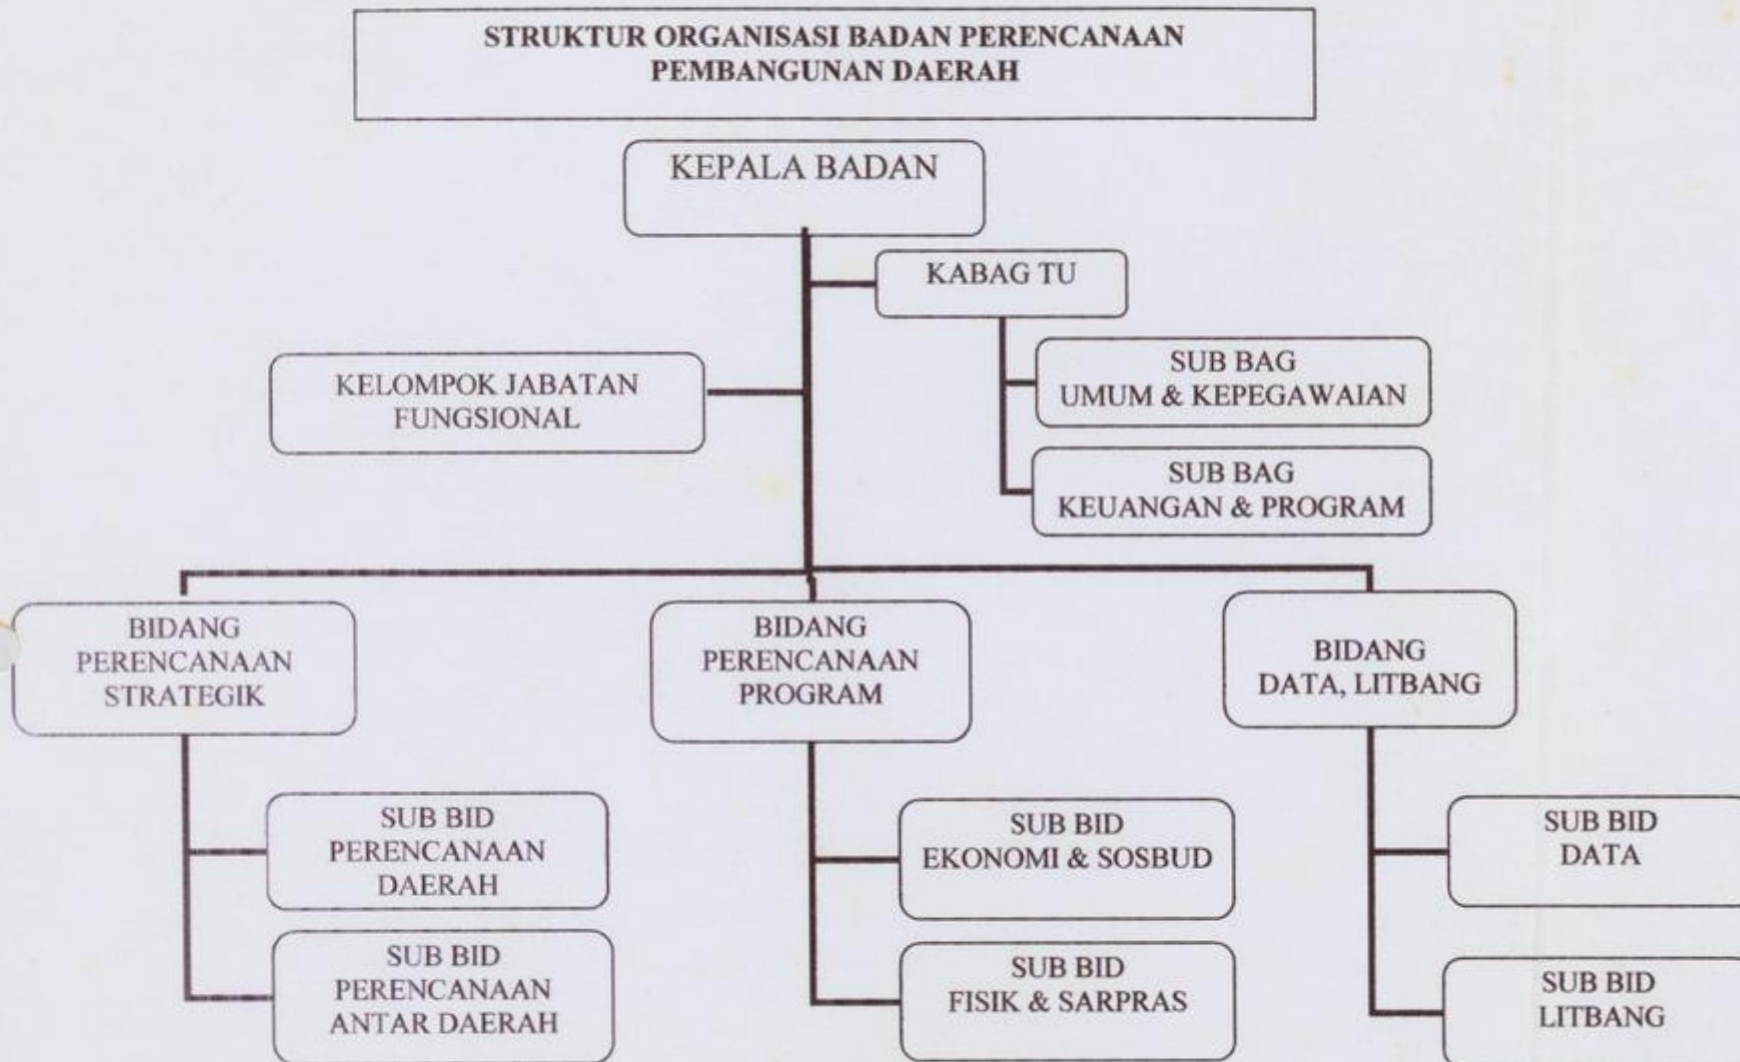 STRUKTUR ORGANISASI BADAN PERENCANAAN
PEMBANGUNAN DAERAH
KEPALA BADAN
KABAG TU
KELOMPOK JABATAN
FUNGSIONAL
SUB BAG
UMUM & KEPEGAWAIAN
SUB BAG
KEUANGAN & PROGRAM
BIDANG
PERENCANAAN
STRATEGIK
BIDANG
PERENCANAAN
PROGRAM
BIDANG
DATA, LITBANG
SUB BID
PERENCANAAN
DAERAH
SUB BID
EKONOMI & SOSBUD
SUB BID
DATA
SUB BID
PERENCANAAN
ANTAR DAERAH
SUB BID
FISIK & SARPRAS
SUB BID
LITBANG